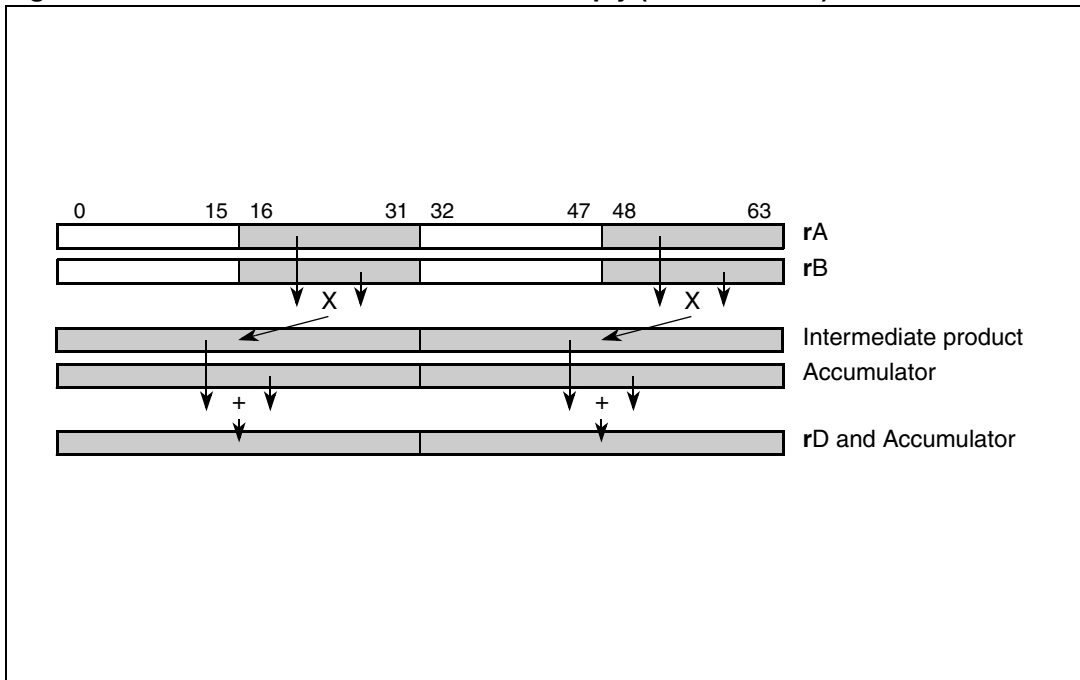 0 15 16 31 32 47 48 63
rA
rB
X X
Intermediate product
Accumulator
+ +
rD and Accumulator